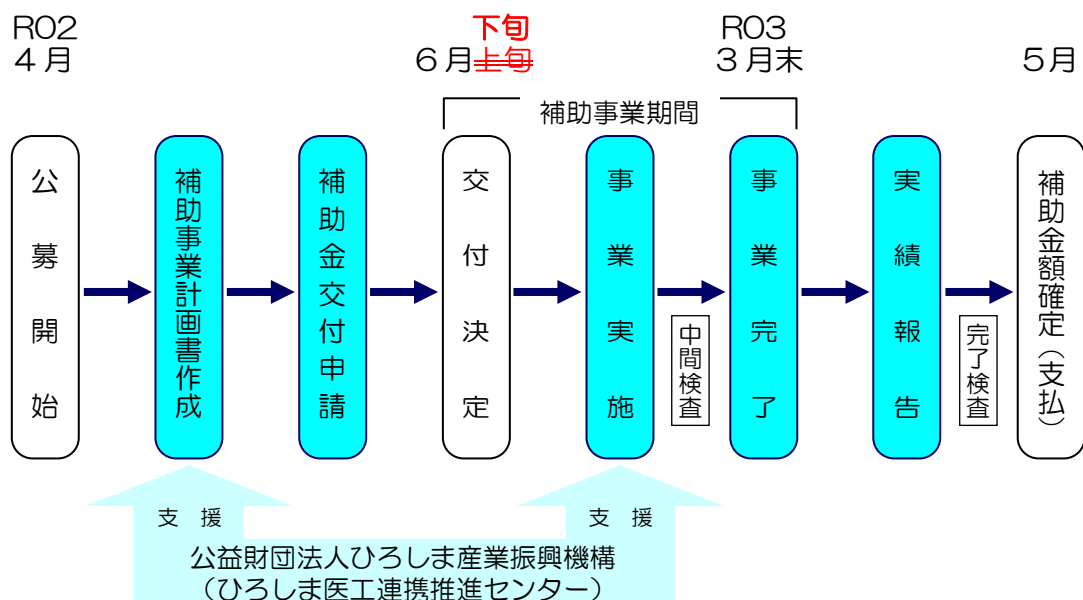 R02
4月
6月
下旬
上旬
R03
3月末
5月
補助事業期間
公募開始
補助事業計画書作成
補助金交付申請
交付決定
事業実施
中間検査
事業完了
実績報告
完了検査
補助金額確定（支払）
支 援
支 援
公益財団法人ひろしま産業振興機構
（ひろしま医工連携推進センター）